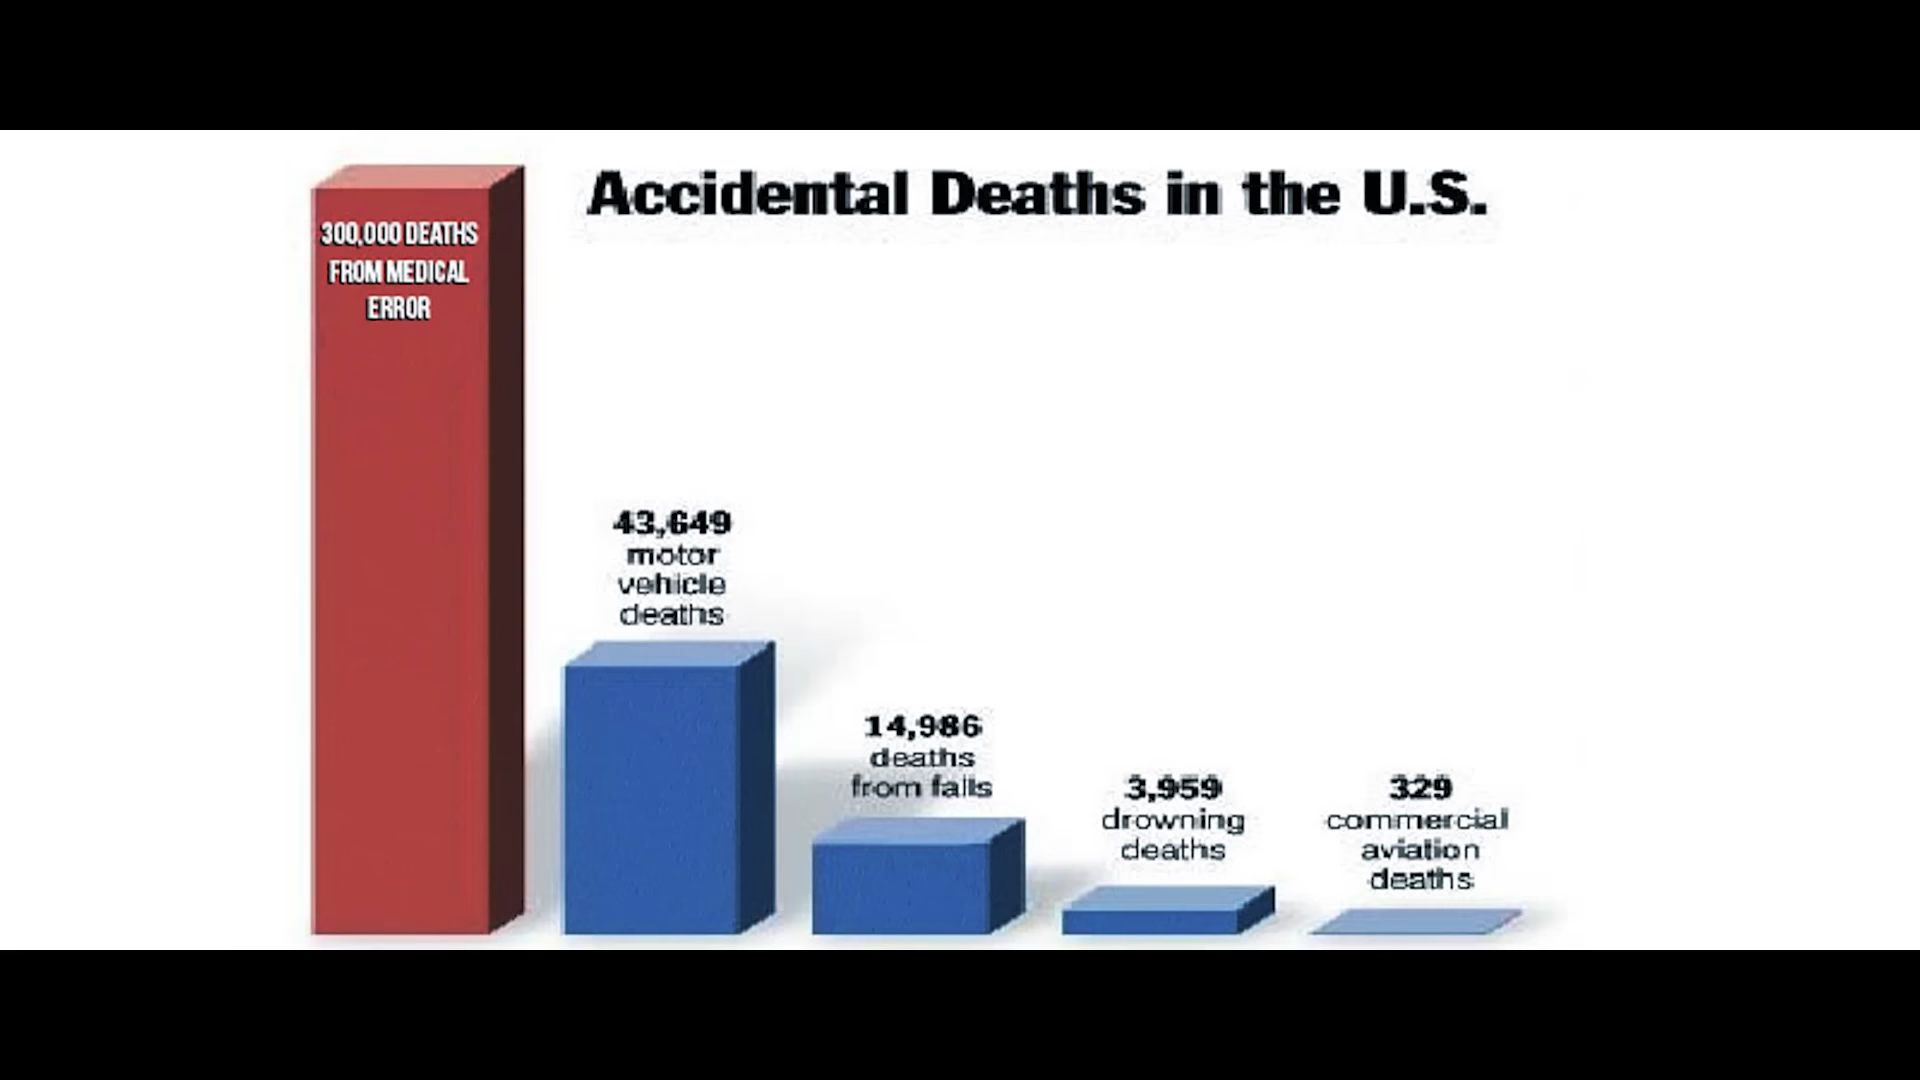 Accidental Deaths in the U.S.
300,000 DEATHS
FROM MEDICAL
ERROR
43,649
motor
vehicle
deaths
14,986
deaths
from falls
3,959
drowning
deaths
329
commercial
aviation
deaths